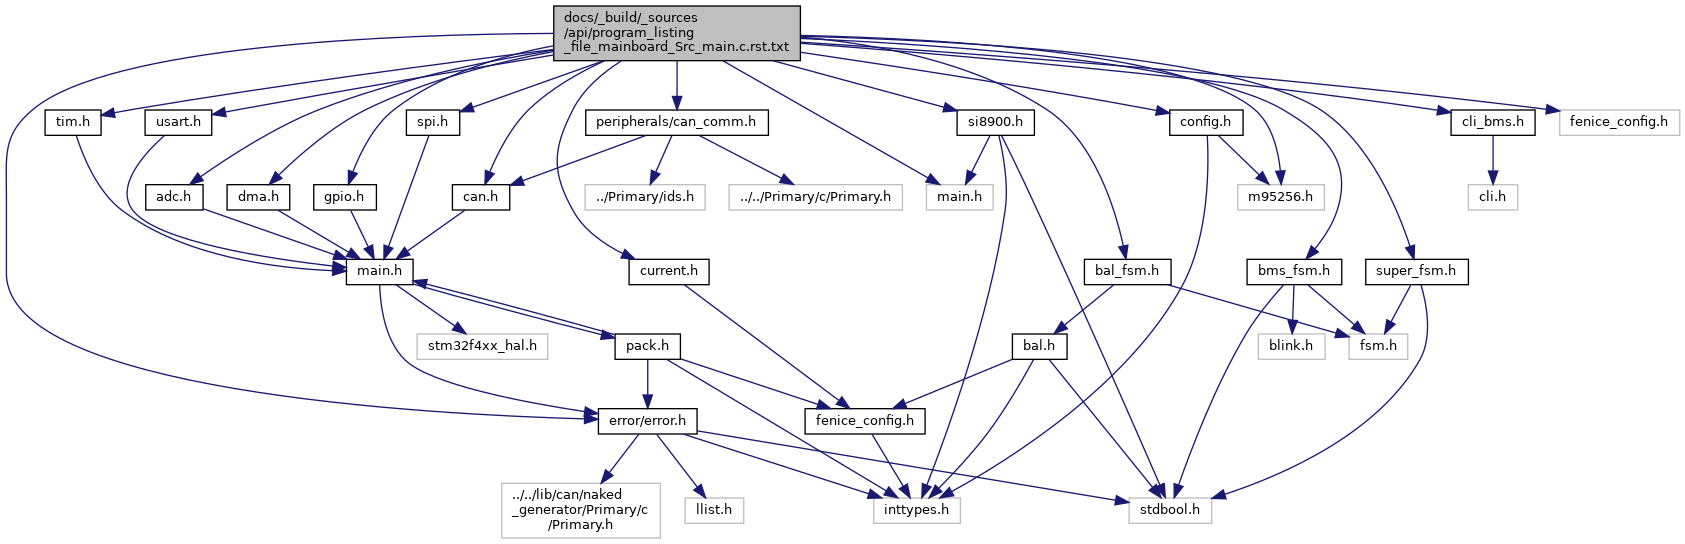 docs/_build/_sources
/api/program_listing
_file_mainboard_Src_main.c.rst.txt
tim.h
usart.h
spi.h
peripherals/can_comm.h
si8900.h
config.h
cli_bms.h
fenice_config.h
adc.h
dma.h
gpio.h
can.h
../Primary/ids.h
../../Primary/c/Primary.h
main.h
m95256.h
cli.h
main.h
current.h
bal_fsm.h
bms_fsm.h
super_fsm.h
stm32f4xx_hal.h
pack.h
bal.h
blink.h
fsm.h
error/error.h
fenice_config.h
../../lib/can/naked
_generator/Primary/c
/Primary.h
llist.h
inttypes.h
stdbool.h